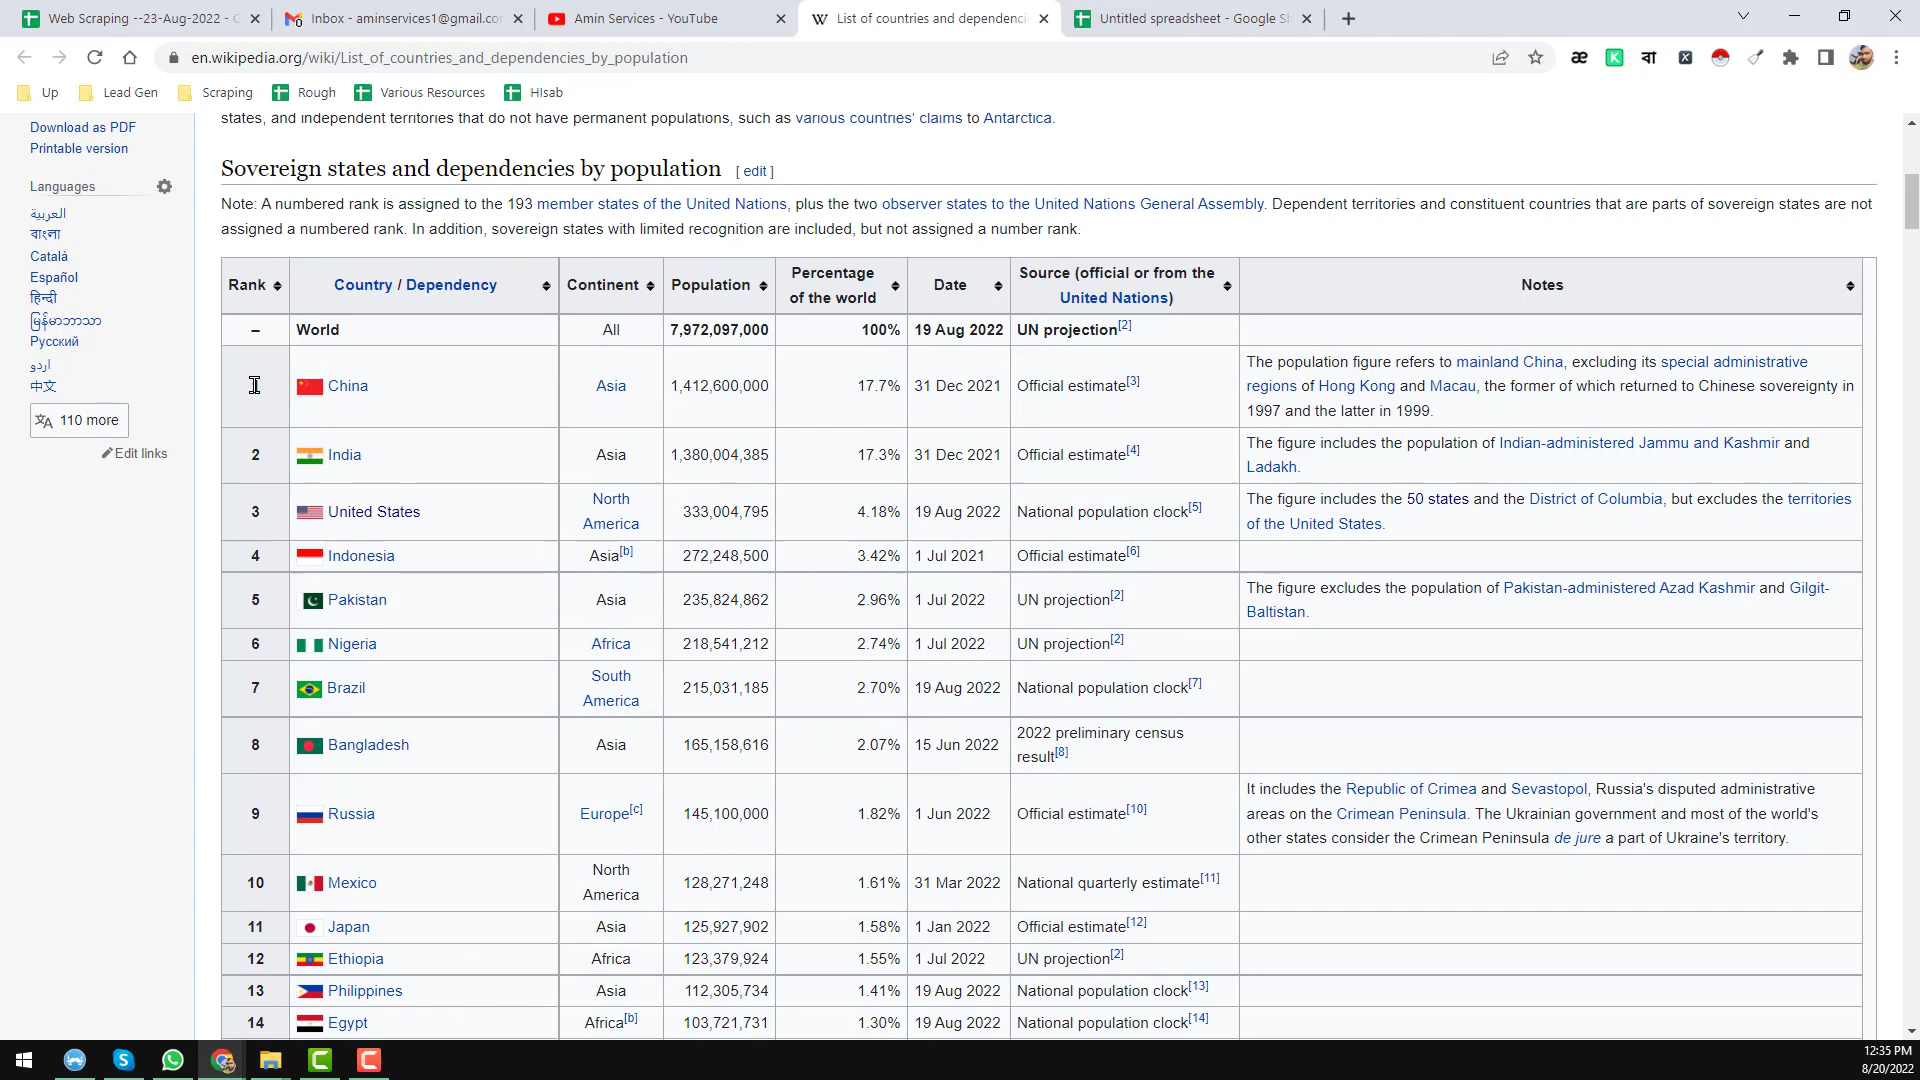 Web Scraping --23-Aug-2022 - G
Inbox - aminservices1@gmail.co
Amin Services - YouTube
List of countries and dependenci
Untitled spreadsheet - Google Sh
en.wikipedia.org/wiki/List_of_countries_and_dependencies_by_population
Up
Lead Gen
Scraping
Rough
Various Resources
HIsab
Download as PDF
Printable version
Languages
العربية
বাংলা
Català
Español
हिन्दी
မြန်မာဘာသာ
Русский
اردو
中文
110 more
Edit links
states, and independent territories that do not have permanent populations, such as various countries' claims to Antarctica.
Sovereign states and dependencies by population [ edit ]
Note: A numbered rank is assigned to the 193 member states of the United Nations, plus the two observer states to the United Nations General Assembly. Dependent territories and constituent countries that are parts of sovereign states are not
assigned a numbered rank. In addition, sovereign states with limited recognition are included, but not assigned a number rank.
Rank Country / Dependency Continent Population Percentage of the world Date Source (official or from the United Nations) Notes
– World All 7,972,097,000 100% 19 Aug 2022 UN projection[2]
China Asia 1,412,600,000 17.7% 31 Dec 2021 Official estimate[3] The population figure refers to mainland China, excluding its special administrative
regions of Hong Kong and Macau, the former of which returned to Chinese sovereignty in
1997 and the latter in 1999.
2 India Asia 1,380,004,385 17.3% 31 Dec 2021 Official estimate[4] The figure includes the population of Indian-administered Jammu and Kashmir and
Ladakh.
3 United States North America 333,004,795 4.18% 19 Aug 2022 National population clock[5] The figure includes the 50 states and the District of Columbia, but excludes the territories
of the United States.
4 Indonesia Asia[b] 272,248,500 3.42% 1 Jul 2021 Official estimate[6]
5 Pakistan Asia 235,824,862 2.96% 1 Jul 2022 UN projection[2] The figure excludes the population of Pakistan-administered Azad Kashmir and Gilgit-
Baltistan.
6 Nigeria Africa 218,541,212 2.74% 1 Jul 2022 UN projection[2]
7 Brazil South America 215,031,185 2.70% 19 Aug 2022 National population clock[7]
8 Bangladesh Asia 165,158,616 2.07% 15 Jun 2022 2022 preliminary census result[8]
9 Russia Europe[c] 145,100,000 1.82% 1 Jun 2022 Official estimate[10] It includes the Republic of Crimea and Sevastopol, Russia's disputed administrative
areas on the Crimean Peninsula. The Ukrainian government and most of the world's
other states consider the Crimean Peninsula de jure a part of Ukraine's territory.
10 Mexico North America 128,271,248 1.61% 31 Mar 2022 National quarterly estimate[11]
11 Japan Asia 125,927,902 1.58% 1 Jan 2022 Official estimate[12]
12 Ethiopia Africa 123,379,924 1.55% 1 Jul 2022 UN projection[2]
13 Philippines Asia 112,305,734 1.41% 19 Aug 2022 National population clock[13]
14 Egypt Africa[b] 103,721,731 1.30% 19 Aug 2022 National population clock[14]
12:35 PM
8/20/2022